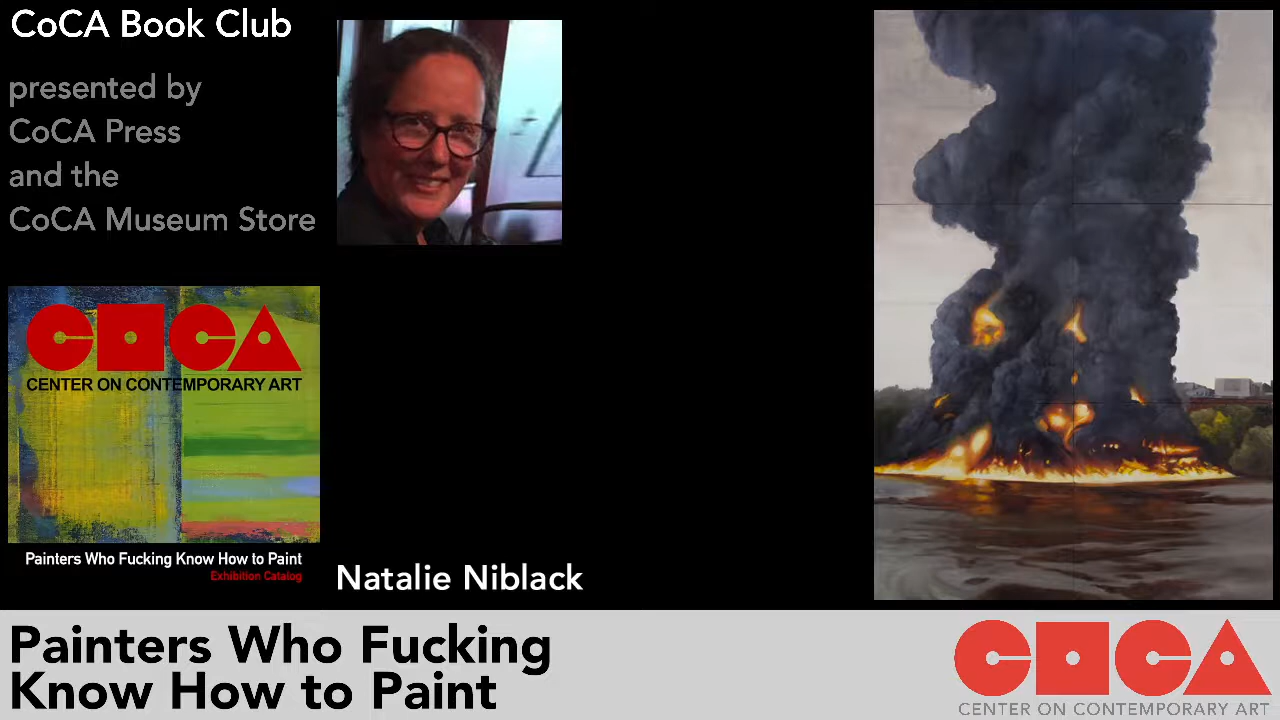 CoCA Book Club
presented by
CoCA Press
and the
CoCA Museum Store
COCA
CENTER ON CONTEMPORARY ART
Painters Who Fucking Know How to Paint
Exhibition Catalog
Natalie Niblack
Painters Who Fucking
Know How to Paint
COCA
CENTER ON CONTEMPORARY ART